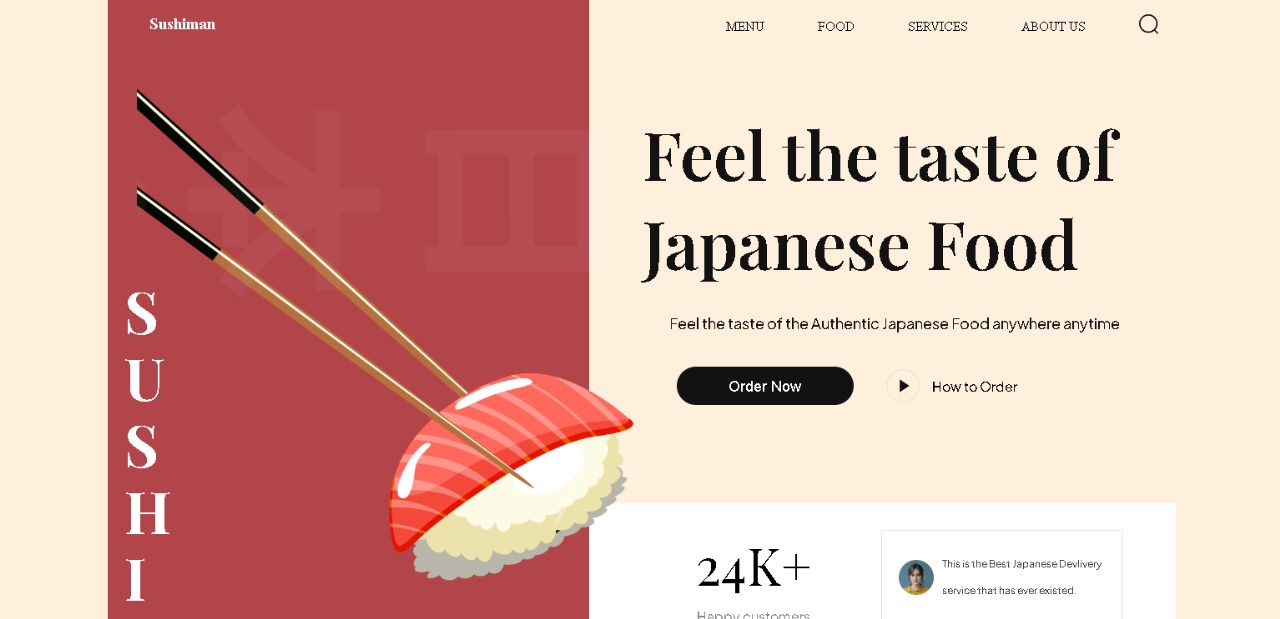 Sushiman
MENU
FOOD
SERVICES
ABOUT US
S
U
S
H
I
Feel the taste of
Japanese Food
Feel the taste of the Authentic Japanese Food anywhere anytime
Order Now
How to Order
24K+
Happy customers
This is the Best Japanese Devlivery
service that has ever existed.